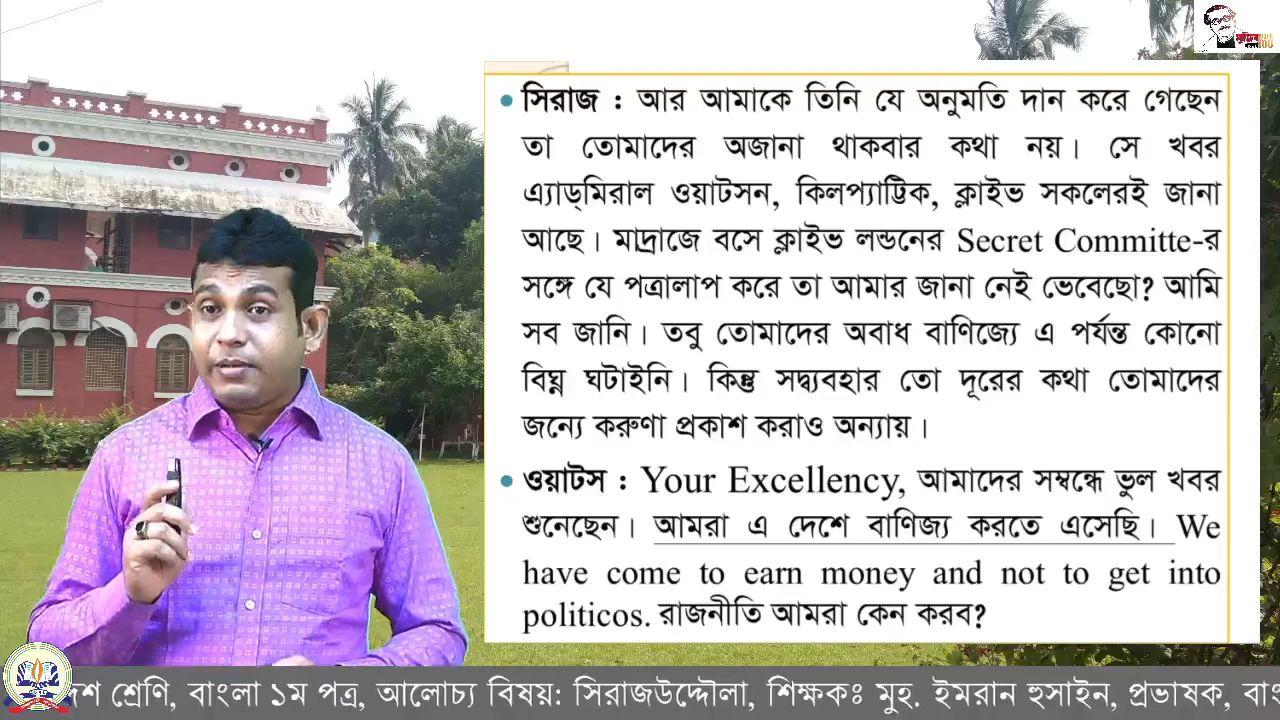 • সিরাজ : আর আমাকে তিনি যে অনুমতি দান করে গেছেন
তা তোমাদের অজানা থাকবার কথা নয়। সে খবর
এ্যাড্‌মিরাল ওয়াটসন, কিলপ্যাট্রিক, ক্লাইভ সকলেরই জানা
আছে। মাদ্রাজে বসে ক্লাইভ লন্ডনের Secret Committe-র
সঙ্গে যে পত্রালাপ করে তা আমার জানা নেই ভেবেছো? আমি
সব জানি। তবু তোমাদের অবাধ বাণিজ্যে এ পর্যন্ত কোনো
বিঘ্ন ঘটাইনি। কিন্তু সদ্ব্যবহার তো দূরের কথা তোমাদের
জন্যে করুণা প্রকাশ করাও অন্যায়।
• ওয়াটস : Your Excellency, আমাদের সম্বন্ধে ভুল খবর
শুনেছেন। আমরা এ দেশে বাণিজ্য করতে এসেছি। We
have come to earn money and not to get into
politicos. রাজনীতি আমরা কেন করব?
দশ শ্রেণি, বাংলা ১ম পত্র, আলোচ্য বিষয়: সিরাজউদ্দৌলা, শিক্ষকঃ মুহ. ইমরান হুসাইন, প্রভাষক, বাং